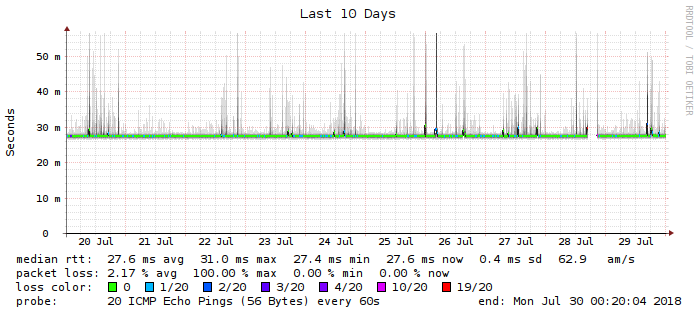 Last 10 Days
RRDTOOL / TOBI OETIKER
Seconds
50 m
40 m
30 m
20 m
10 m
0
20 Jul 21 Jul 22 Jul 23 Jul 24 Jul 25 Jul 26 Jul 27 Jul 28 Jul 29 Jul
median rtt: 27.6 ms avg 31.0 ms max 27.4 ms min 27.6 ms now 0.4 ms sd 62.9 am/s
packet loss: 2.17 % avg 100.00 % max 0.00 % min 0.00 % now
loss color: 0 1/20 2/20 3/20 4/20 10/20 19/20
probe: 20 ICMP Echo Pings (56 Bytes) every 60s end: Mon Jul 30 00:20:04 2018